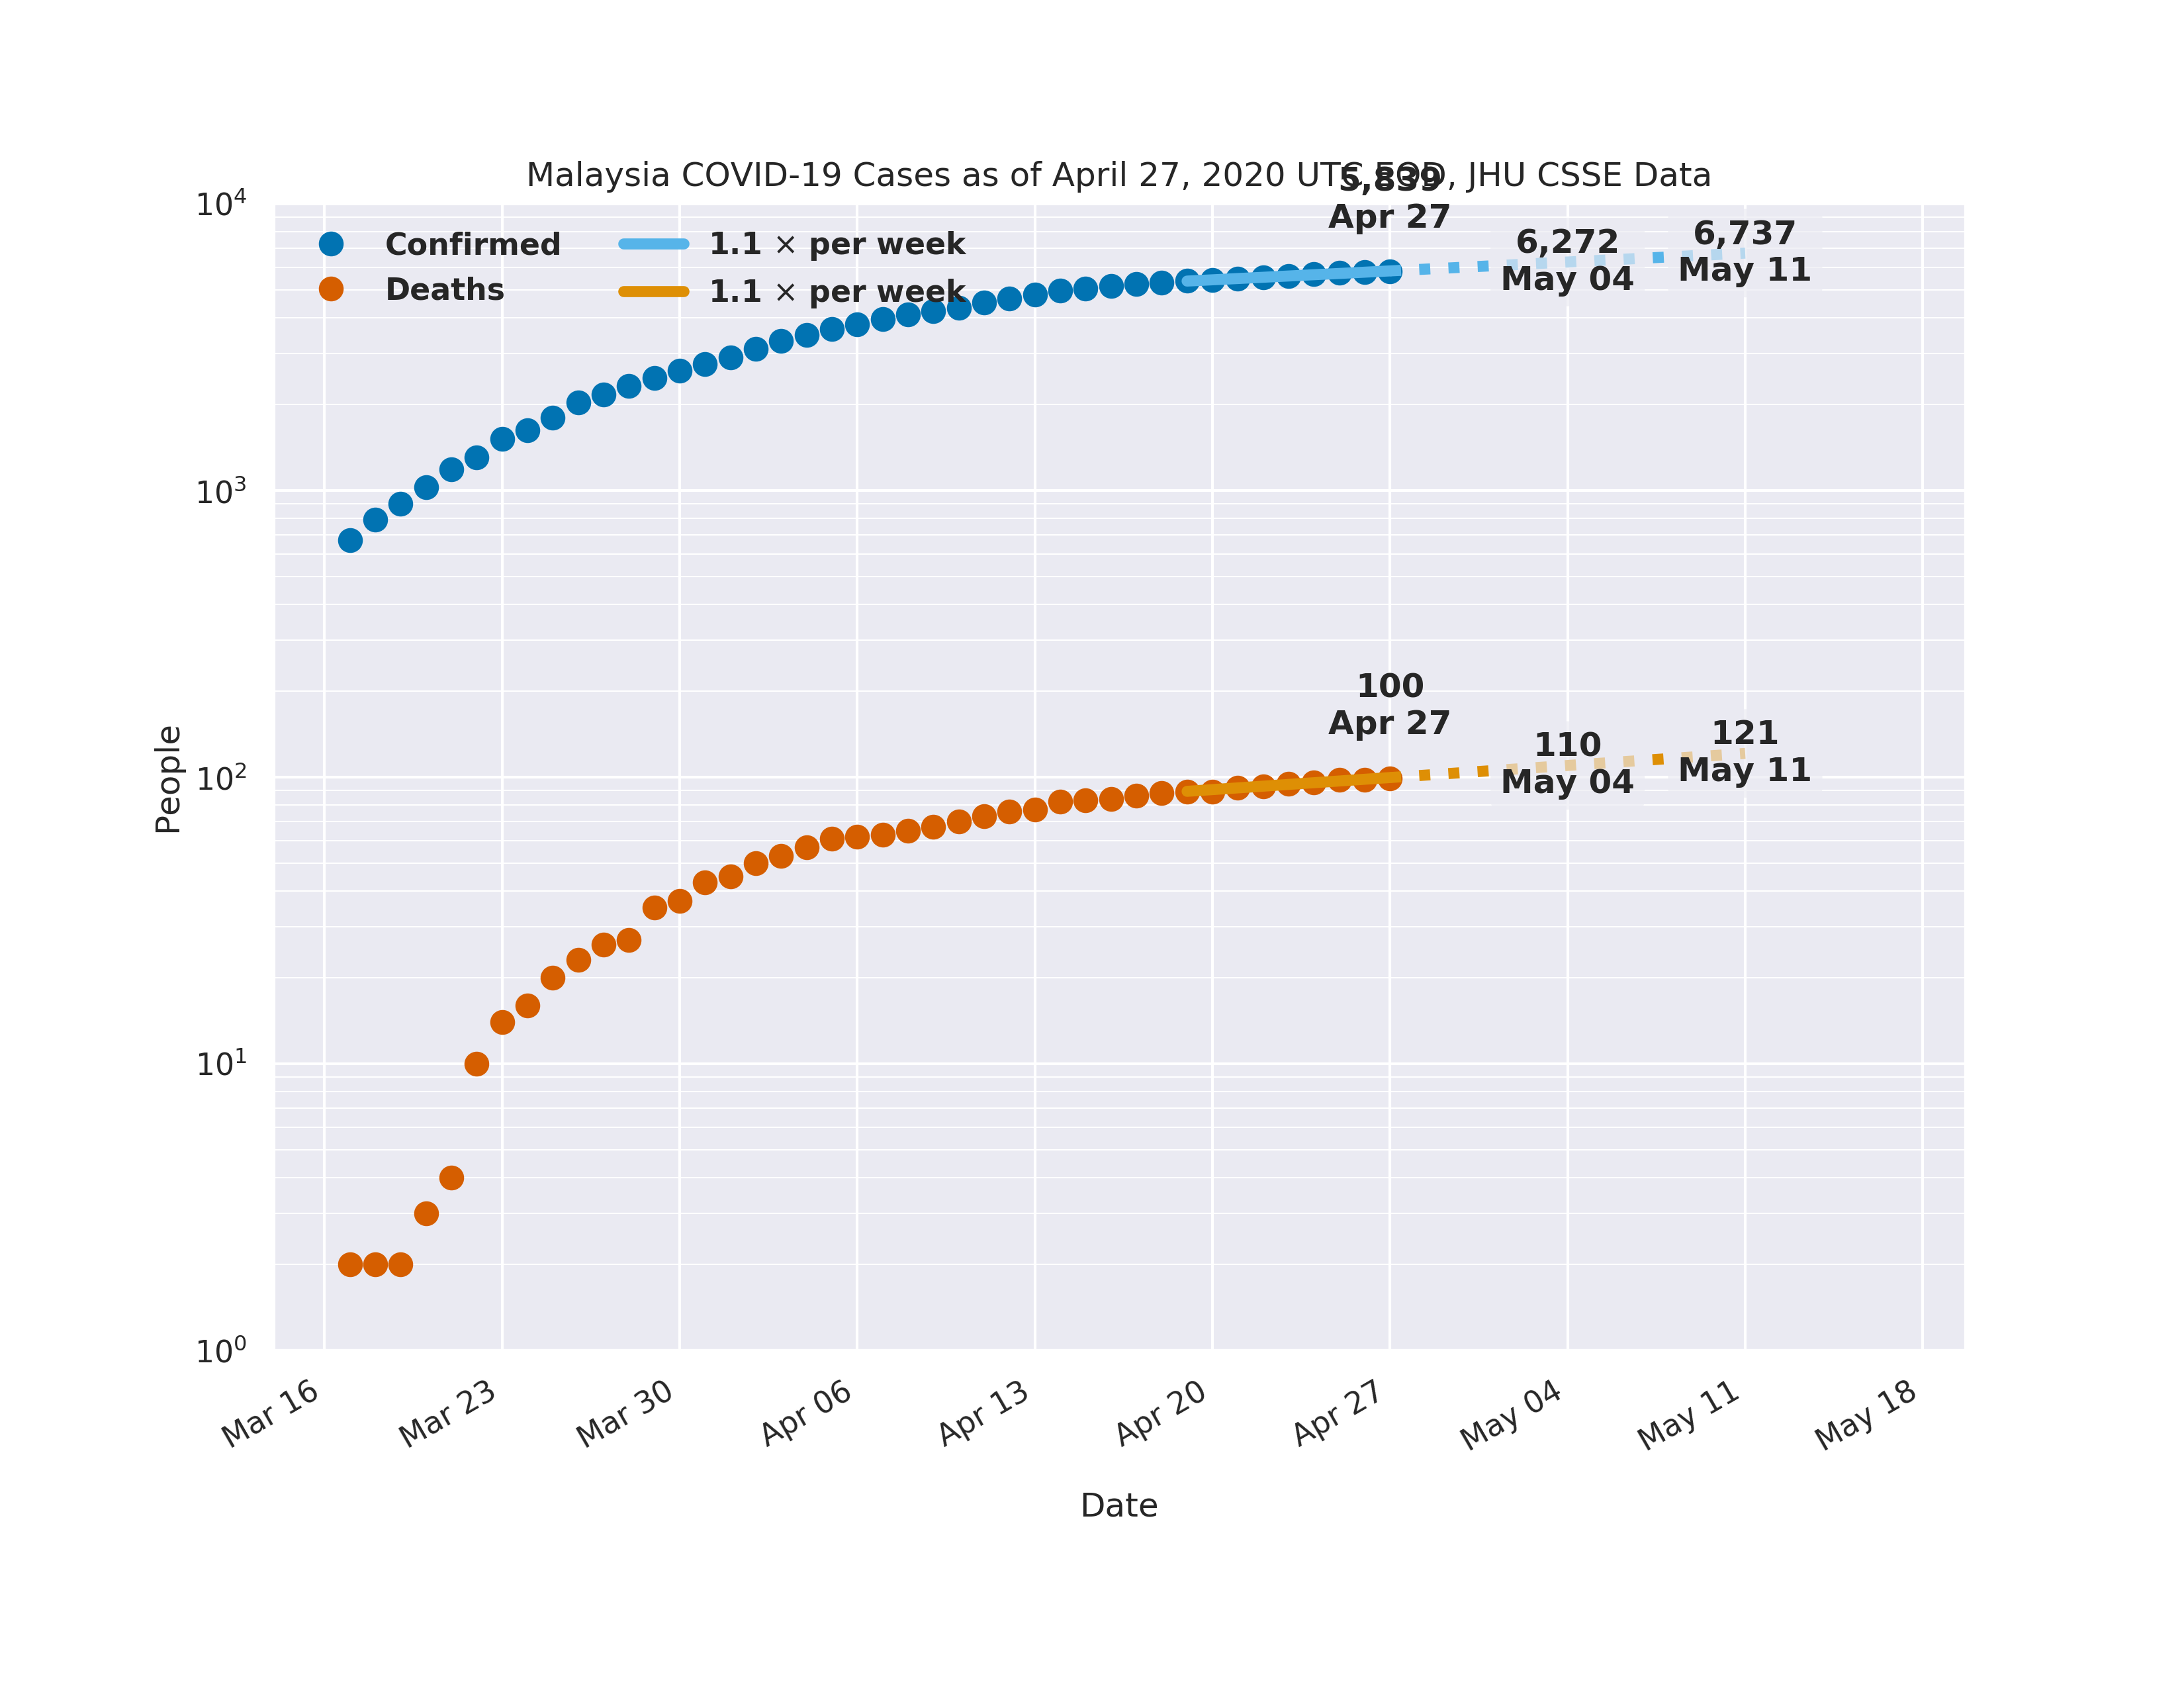 Malaysia COVID-19 Cases as of April 27, 2020 UTC EOD, JHU CSSE Data
5,839
Apr 27
6,272
May 04
6,737
May 11
Confirmed
Deaths
1.1 × per week
1.1 × per week
100
Apr 27
110
May 04
121
May 11
People
10⁴
10³
10²
10¹
10⁰
Mar 16
Mar 23
Mar 30
Apr 06
Apr 13
Apr 20
Apr 27
May 04
May 11
May 18
Date